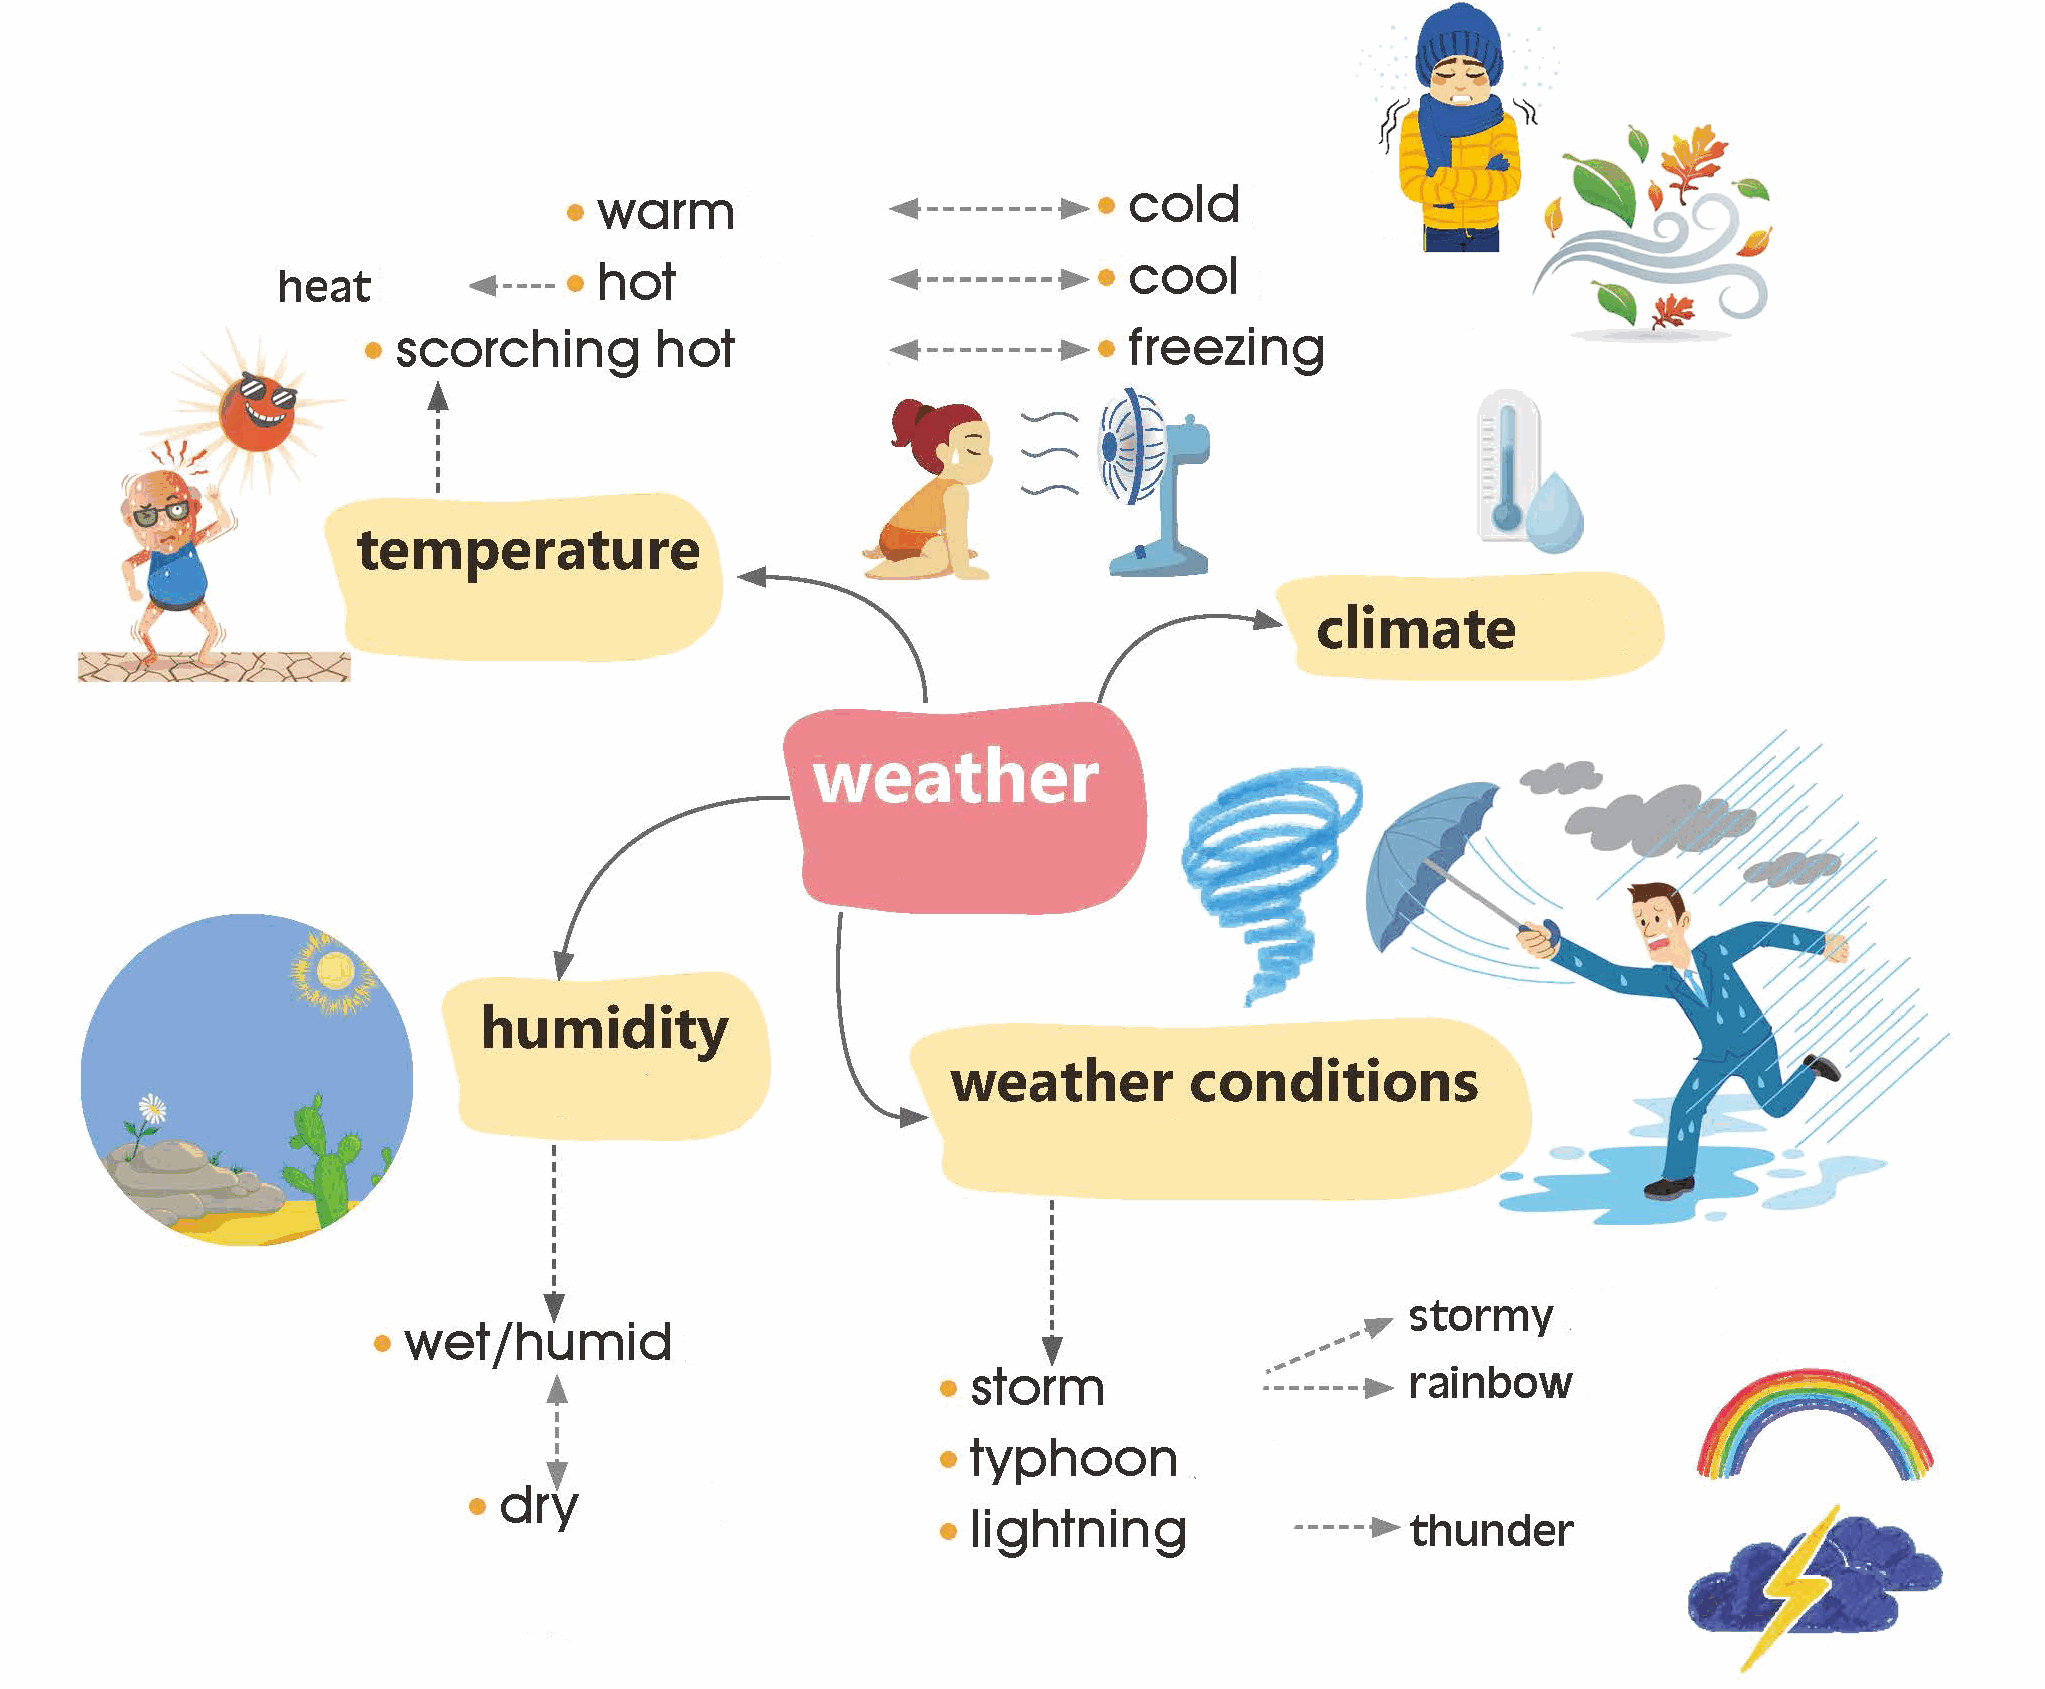 • warm
• cold
heat
• hot
• cool
• scorching hot
• freezing
temperature
climate
weather
humidity
weather conditions
• wet/humid
• dry
• storm
stormy
rainbow
• typhoon
• lightning
thunder